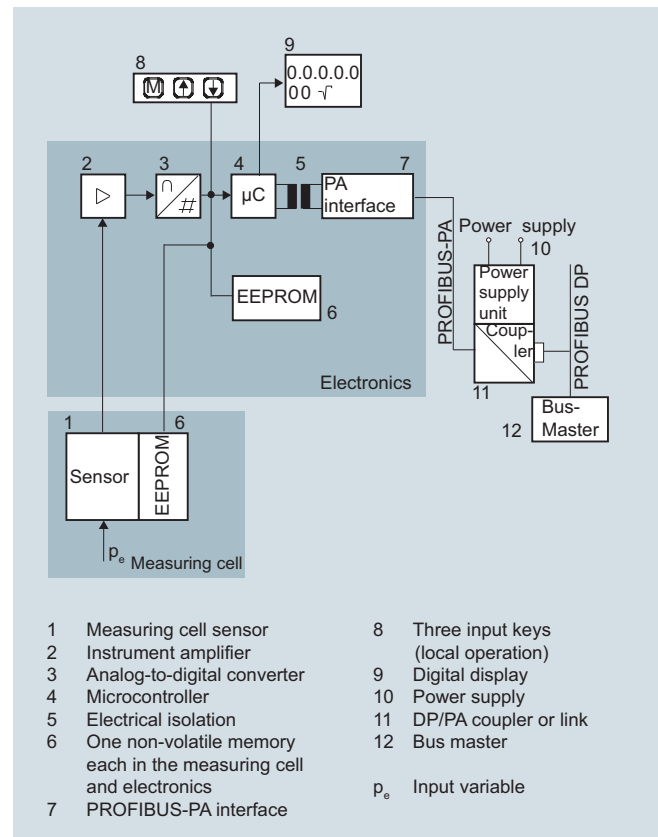 9
8
0.0.0.0.0
00 √
M
2
3
4
5
7
µC
PA
interface
∩
#
EEPROM
6
Electronics
PROFIBUS-PA
Power supply
10
Power
supply
unit
Coup-
ler
11
PROFIBUS DP
12
Bus-
Master
1
6
Sensor
EEPROM
pe
Measuring cell
1 Measuring cell sensor
2 Instrument amplifier
3 Analog-to-digital converter
4 Microcontroller
5 Electrical isolation
6 One non-volatile memory
each in the measuring cell
and electronics
7 PROFIBUS-PA interface
8 Three input keys
(local operation)
9 Digital display
10 Power supply
11 DP/PA coupler or link
12 Bus master
pe Input variable